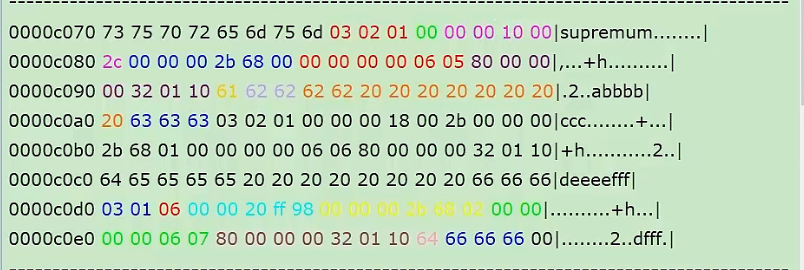 0000c070 73 75 70 72 65 6d 75 6d 03 02 01 00 00 00 10 00|supremum........|
0000c080 2c 00 00 00 2b 68 00 00 00 00 00 06 05 80 00 00|,...+h..........|
0000c090 00 32 01 10 61 62 62 62 62 20 20 20 20 20 20 20|.2..abbbb|
0000c0a0 20 63 63 63 03 02 01 00 00 00 18 00 2b 00 00 00|ccc........+...|
0000c0b0 2b 68 01 00 00 00 00 06 06 80 00 00 00 32 01 10|+h...........2..|
0000c0c0 64 65 65 65 65 20 20 20 20 20 20 20 20 66 66 66|deeeefff|
0000c0d0 03 01 06 00 00 20 ff 98 00 00 00 2b 68 02 00 00|..........+h...|
0000c0e0 00 00 06 07 80 00 00 00 32 01 10 64 66 66 66 00|........2..dfff.|